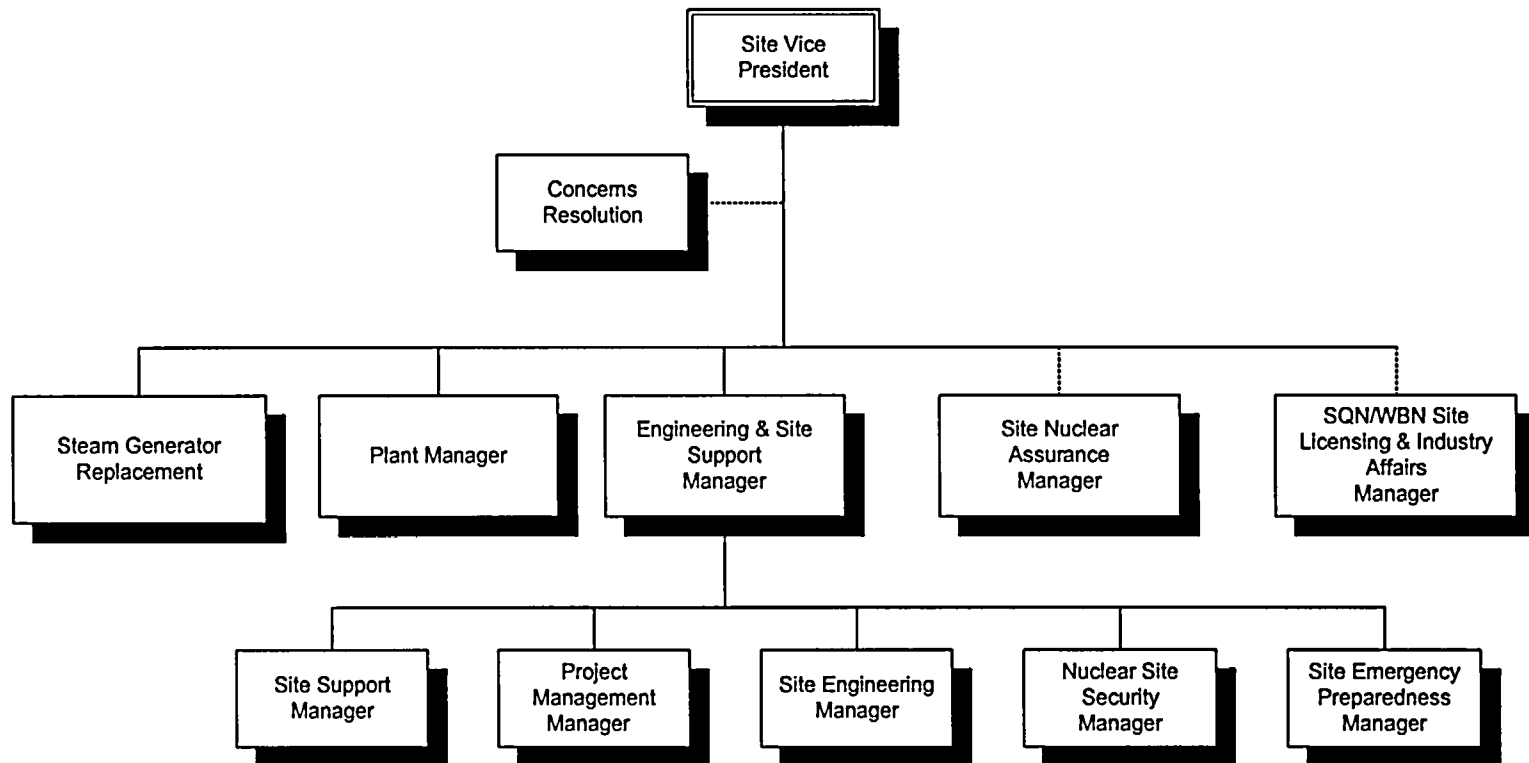 Site Vice
President
Concerns
Resolution
Steam Generator
Replacement
Plant Manager
Engineering & Site
Support
Manager
Site Nuclear
Assurance
Manager
SQN/WBN Site
Licensing & Industry
Affairs
Manager
Site Support
Manager
Project
Management
Manager
Site Engineering
Manager
Nuclear Site
Security
Manager
Site Emergency
Preparedness
Manager